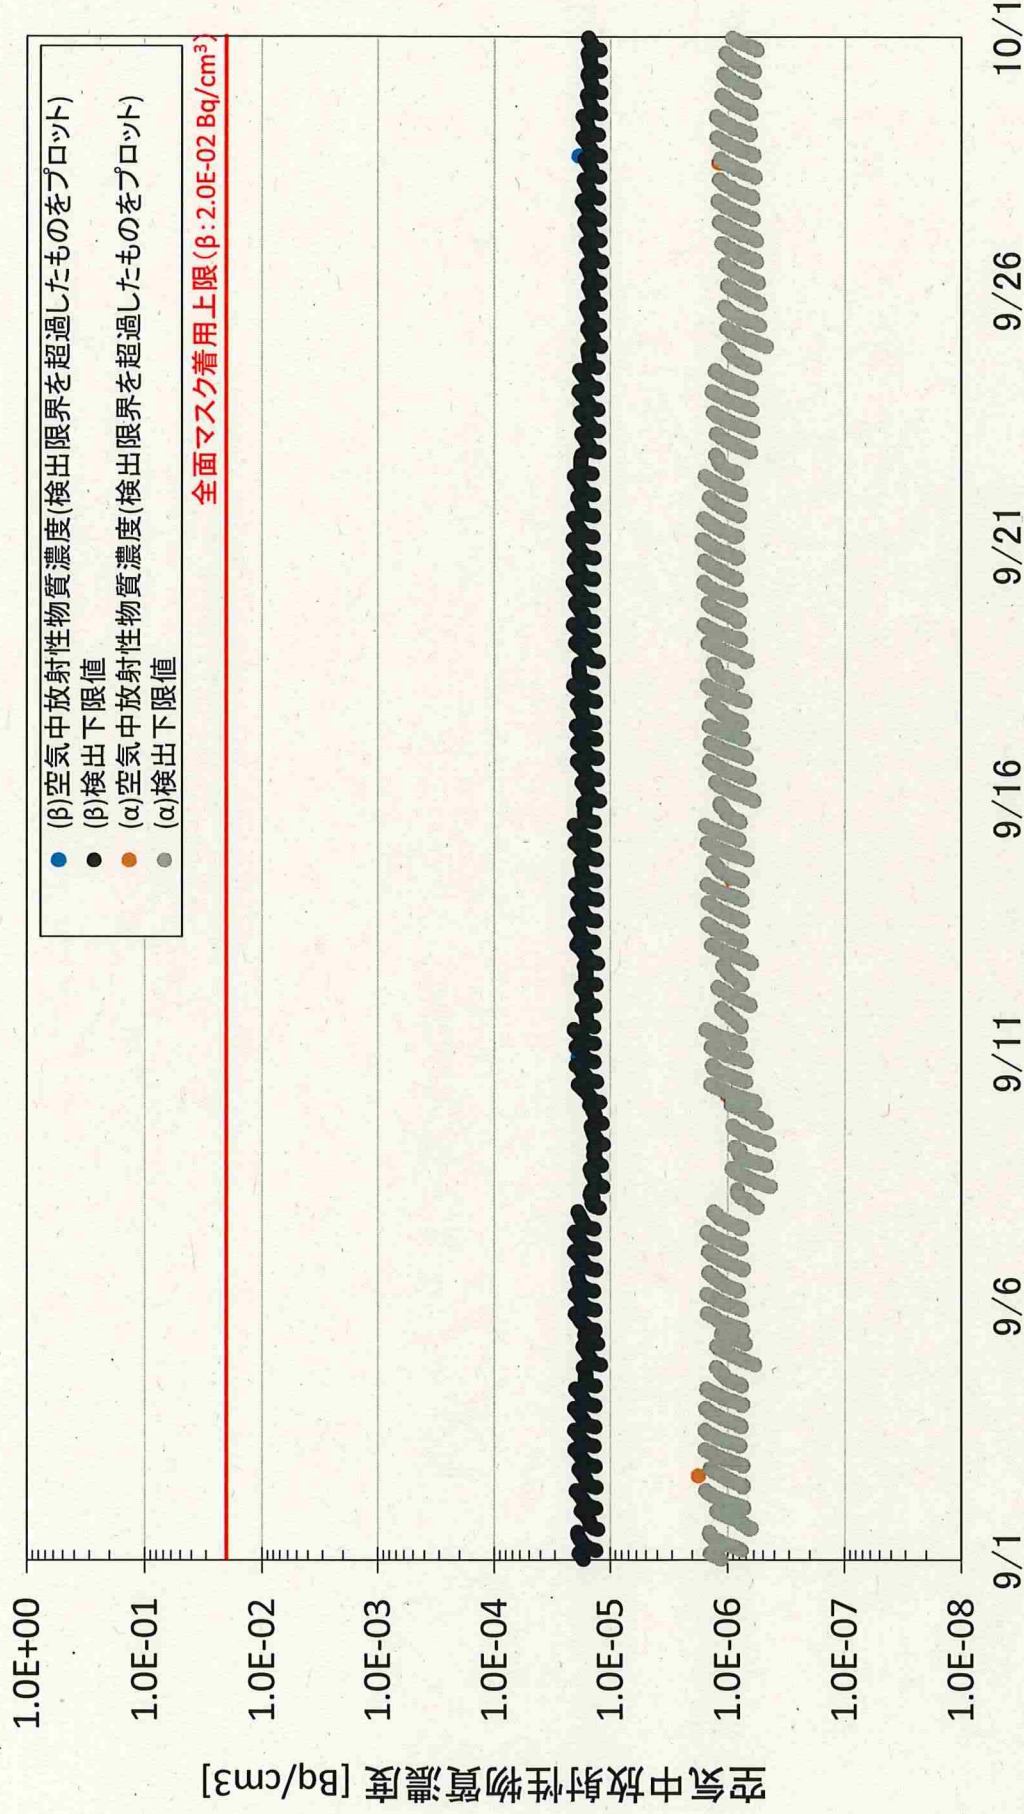 空気中放射性物質濃度 [Bq/cm3]
1.0E+00
1.0E-01
1.0E-02
1.0E-03
1.0E-04
1.0E-05
1.0E-06
1.0E-07
1.0E-08
(β)空気中放射性物質濃度(検出限界を超過したものをプロット)
(β)検出下限値
(α)空気中放射性物質濃度(検出限界を超過したものをプロット)
(α)検出下限値
全面マスク着用上限(β:2.0E-02 Bq/cm³)
9/1 9/6 9/11 9/16 9/21 9/26 10/1